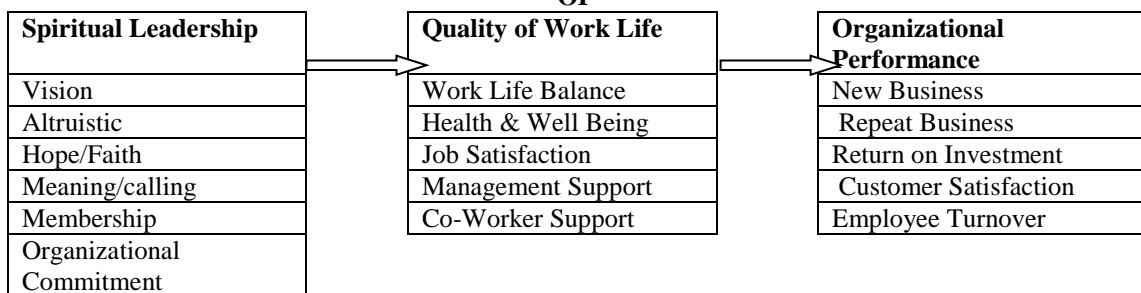 Spiritual Leadership
Vision
Altruistic
Hope/Faith
Meaning/calling
Membership
Organizational
Commitment
Quality of Work Life
Work Life Balance
Health & Well Being
Job Satisfaction
Management Support
Co-Worker Support
Organizational
Performance
New Business
Repeat Business
Return on Investment
Customer Satisfaction
Employee Turnover